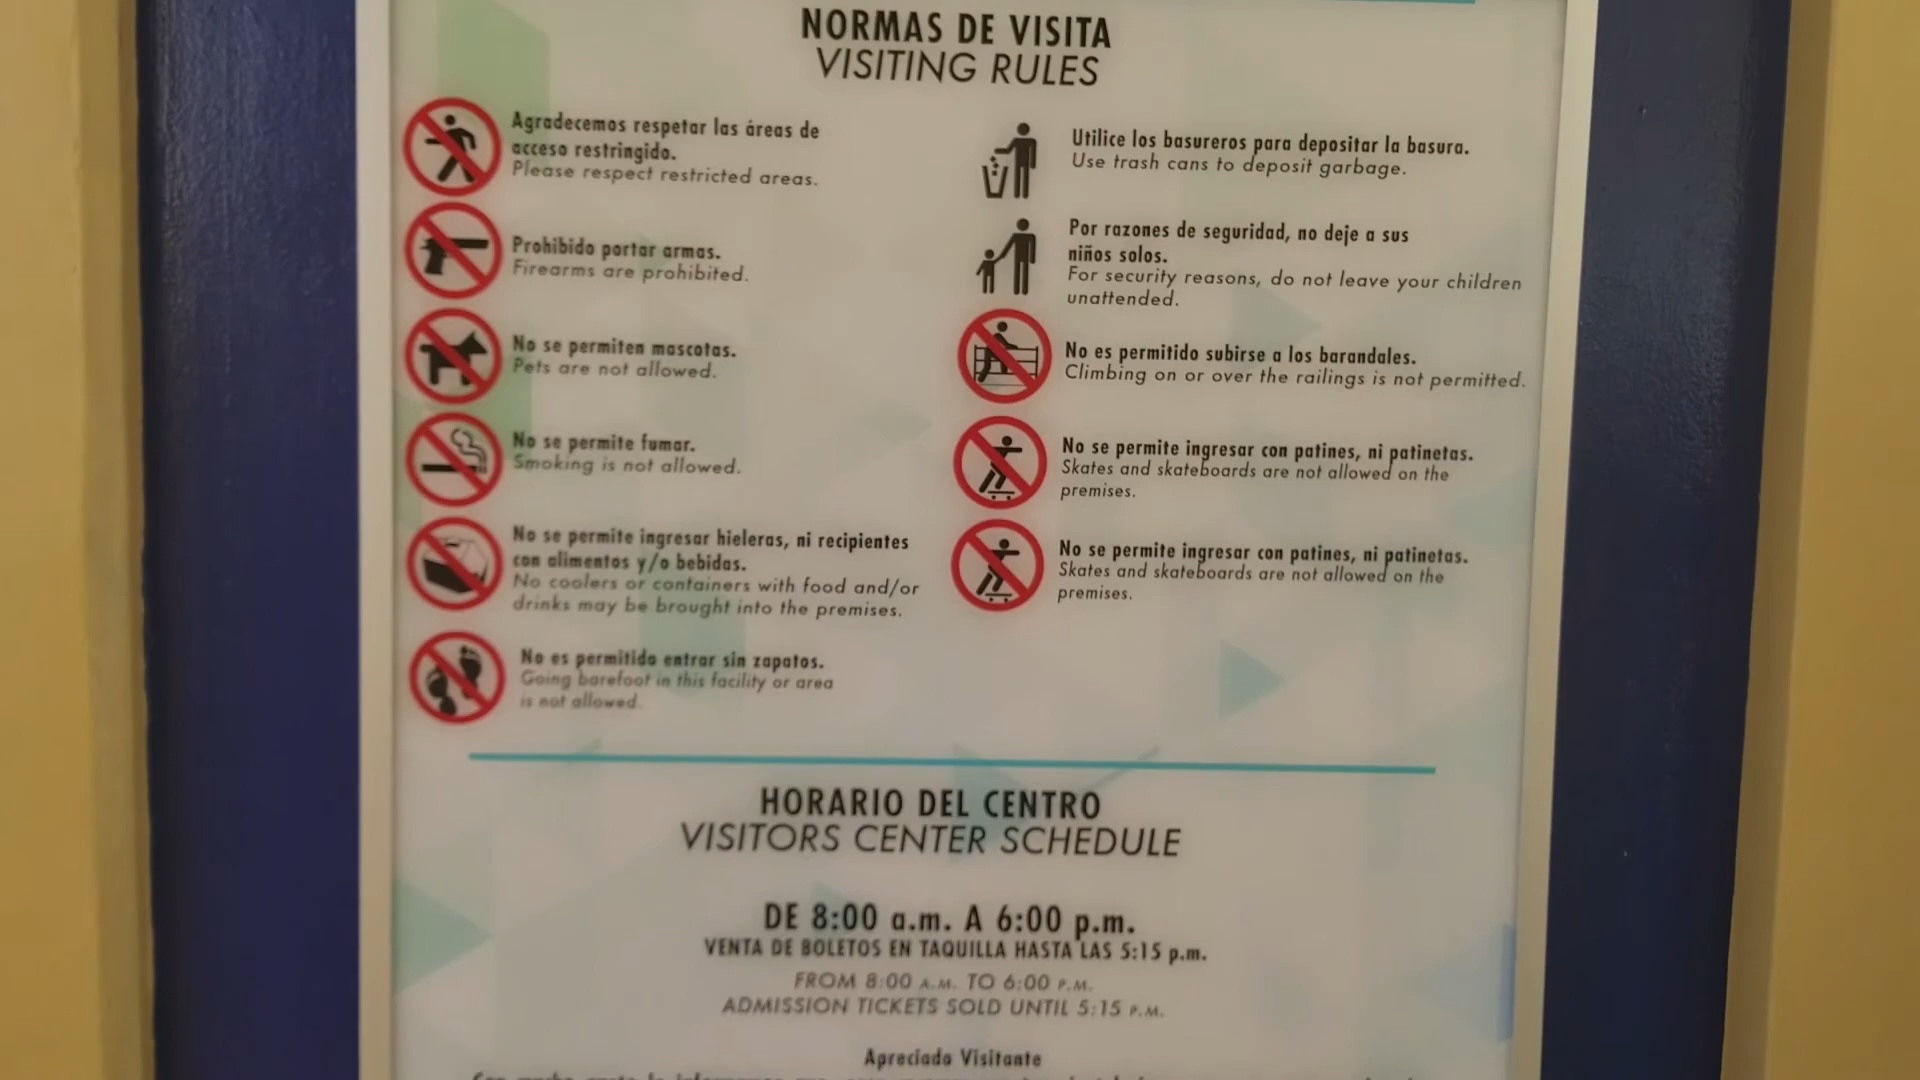 NORMAS DE VISITA
VISITING RULES
Agradecemos respetar las áreas de
acceso restringido.
Please respect restricted areas.
Prohibido portar armas.
Firearms are prohibited.
No se permiten mascotas.
Pets are not allowed.
No se permite fumar.
Smoking is not allowed.
No se permite ingresar hieleras, ni recipientes
con alimentos y/o bebidas.
No coolers or containers with food and/or
drinks may be brought into the premises.
No es permitido entrar sin zapatos.
Going barefoot in this facility or area
is not allowed.
Utilice los basureros para depositar la basura.
Use trash cans to deposit garbage.
Por razones de seguridad, no deje a sus
niños solos.
For security reasons, do not leave your children
unattended.
No es permitido subirse a los barandales.
Climbing on or over the railings is not permitted.
No se permite ingresar con patines, ni patinetas.
Skates and skateboards are not allowed on the
premises.
No se permite ingresar con patines, ni patinetas.
Skates and skateboards are not allowed on the
premises.
HORARIO DEL CENTRO
VISITORS CENTER SCHEDULE
DE 8:00 a.m. A 6:00 p.m.
VENTA DE BOLETOS EN TAQUILLA HASTA LAS 5:15 p.m.
FROM 8:00 A.M. TO 6:00 P.M.
ADMISSION TICKETS SOLD UNTIL 5:15 P.M.
Apreciado Visitante